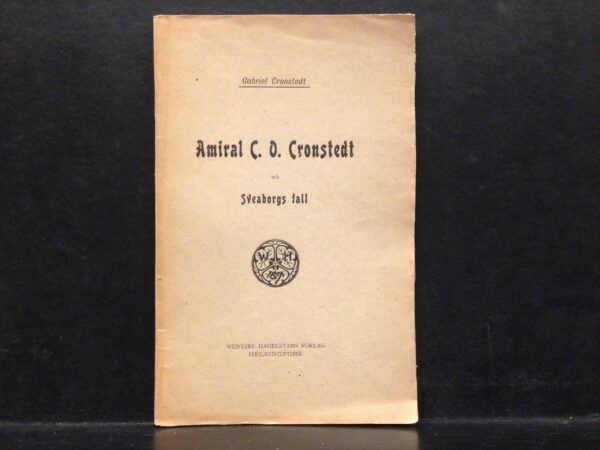 Gabriel Cronstedt
Amiral C. O. Cronstedt
och
Sveaborgs fall
W H
WENTZEL HAGELSTAMS FÖRLAG
HELSINGFORS